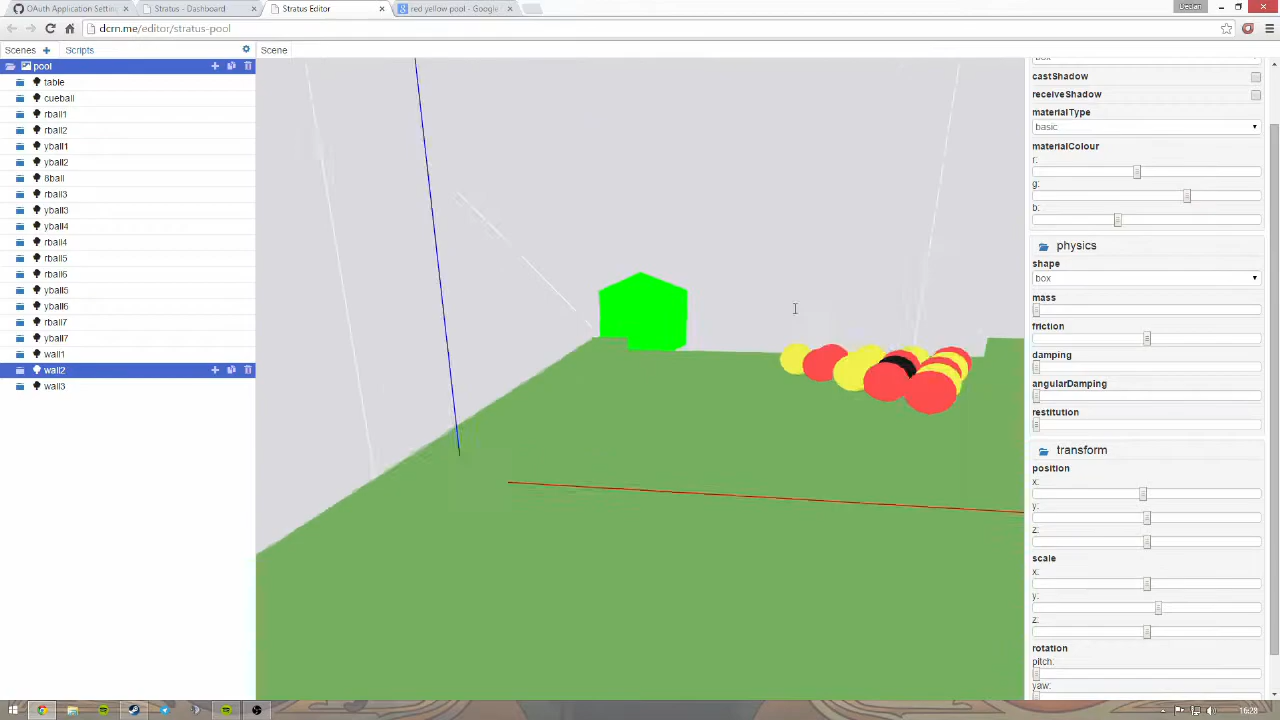 OAuth Application Settin
Stratus - Dashboard
Stratus Editor
red yellow pool - Google
dcrn.me/editor/stratus-pool
Scenes
Scripts
Scene
pool
table
cueball
rball1
rball2
yball1
yball2
8ball
rball3
yball3
yball4
rball4
rball5
rball6
yball5
yball6
rball7
yball7
wall1
wall2
wall3
box
castShadow
receiveShadow
materialType
basic
materialColour
r:
g:
b:
physics
shape
box
mass
friction
damping
angularDamping
restitution
transform
position
x:
y:
z:
scale
x:
y:
z:
rotation
pitch:
yaw:
16:28